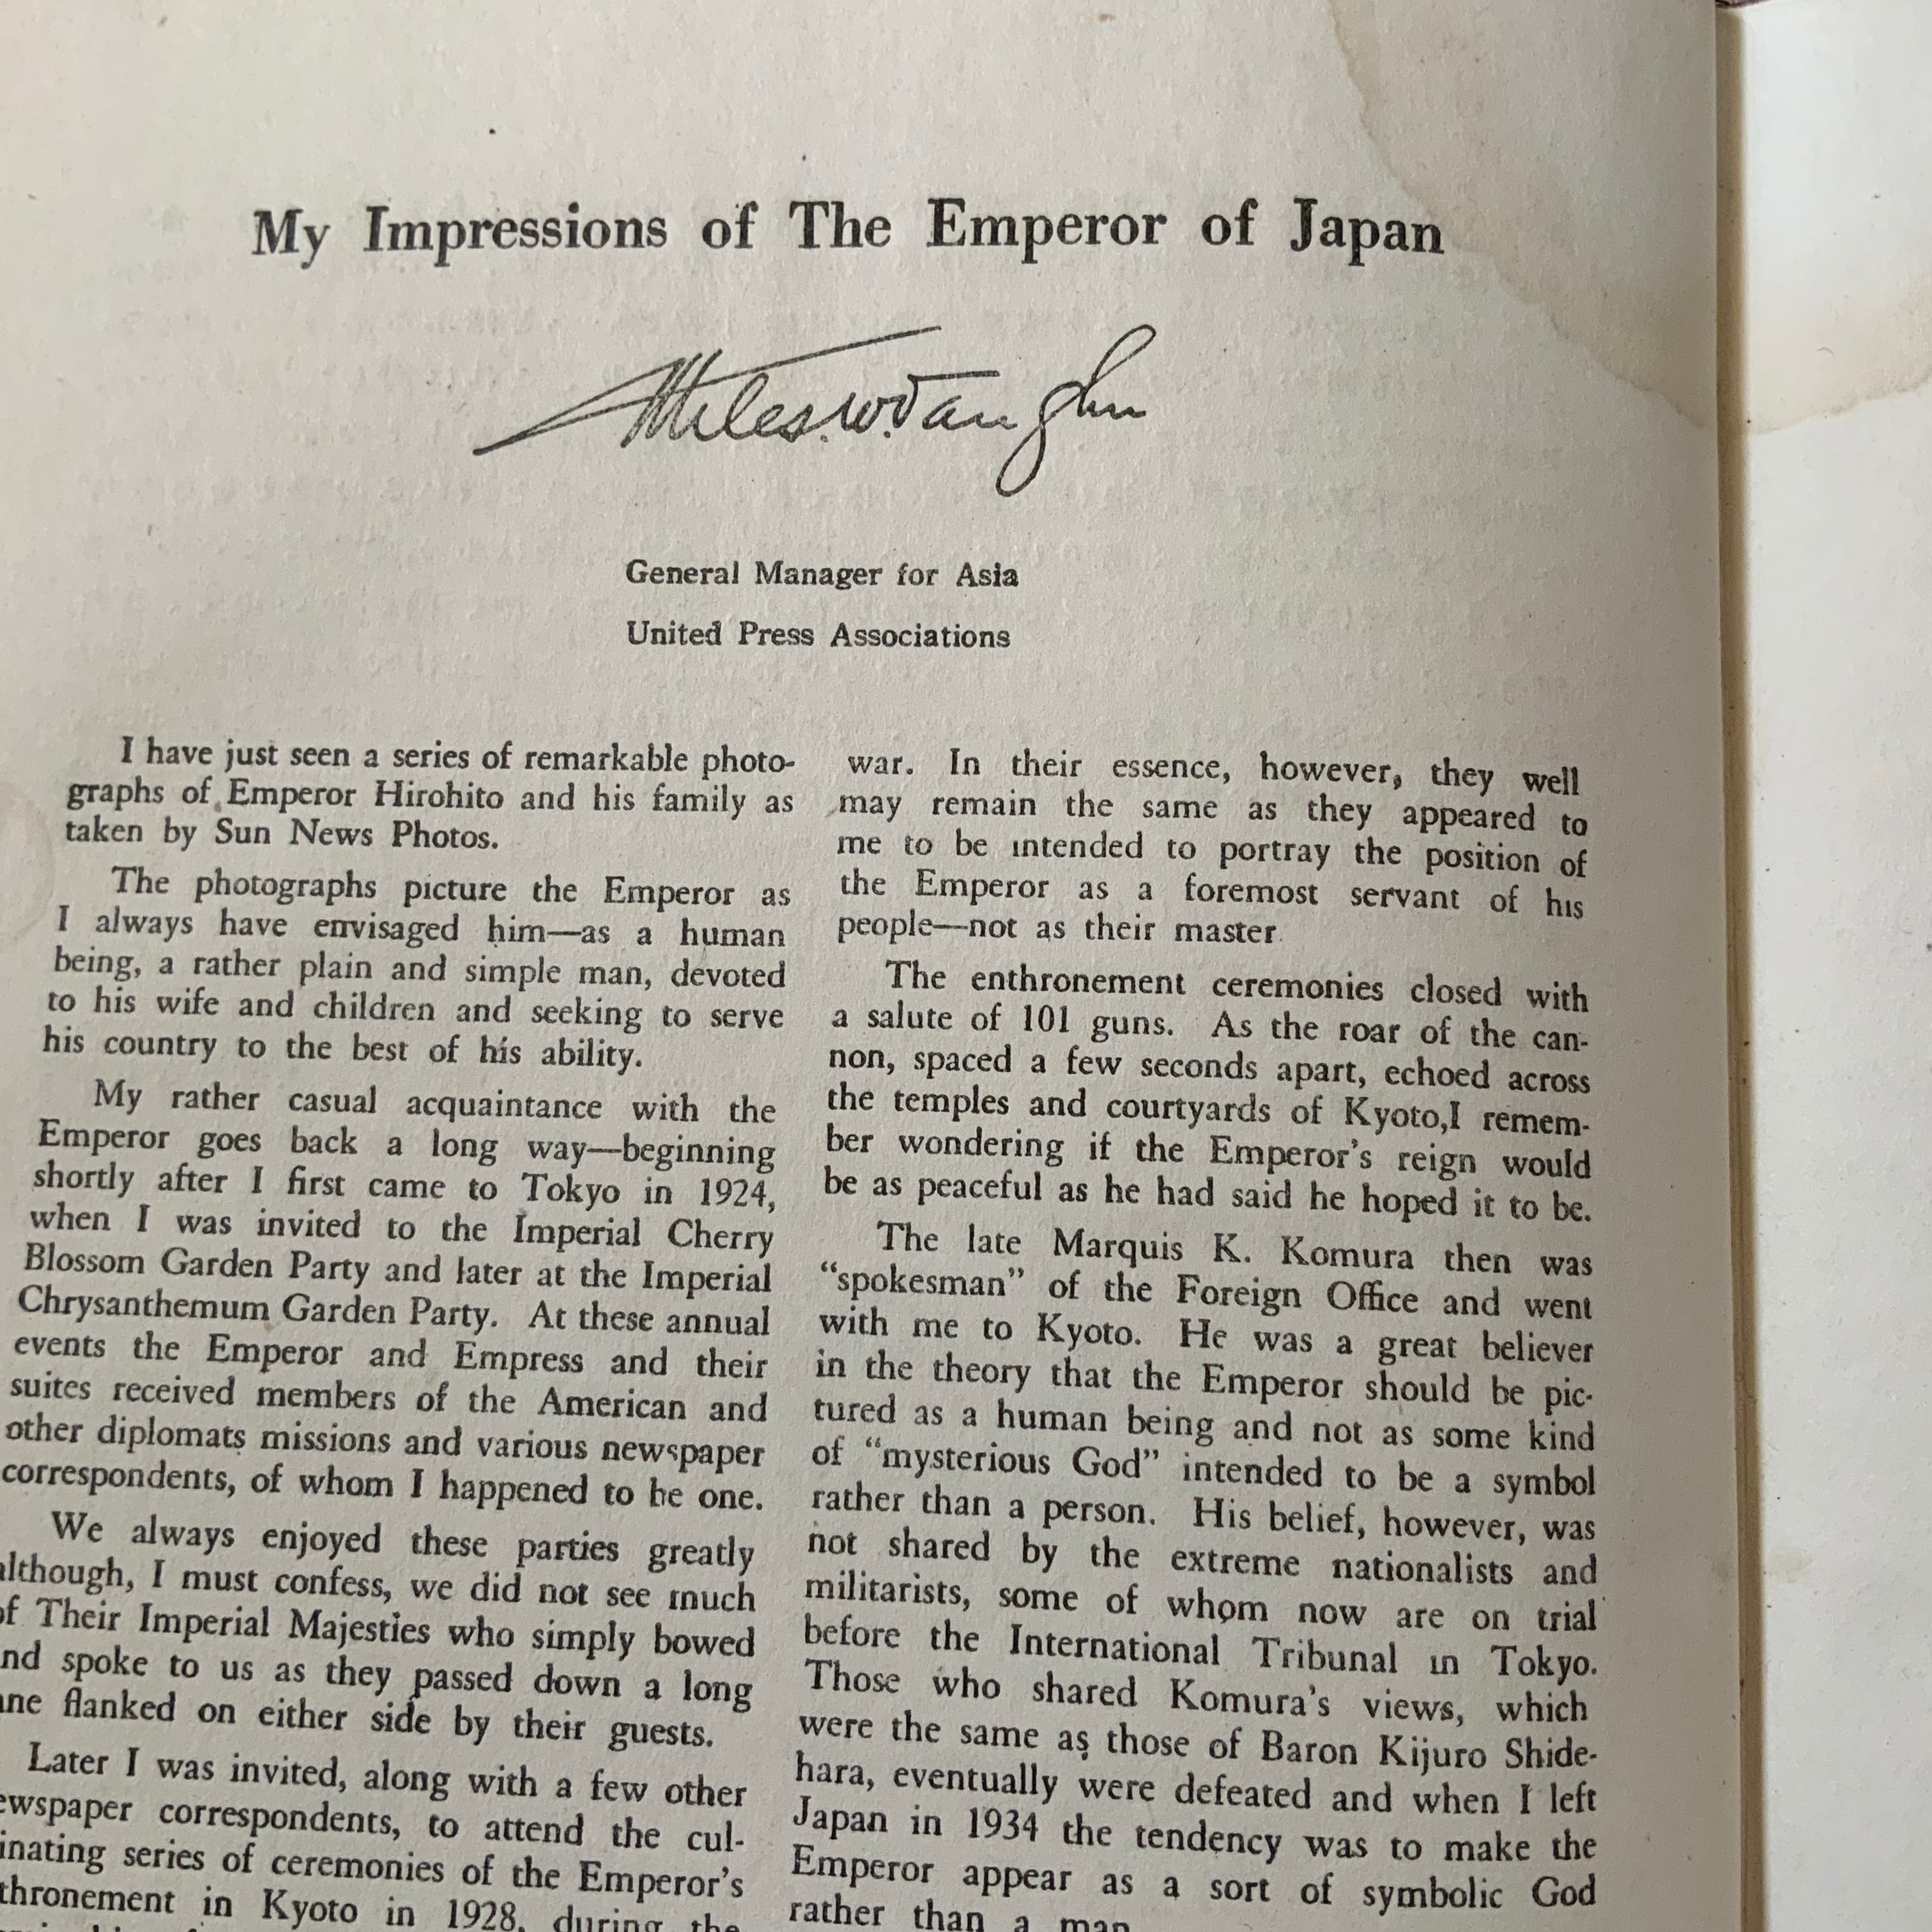 My Impressions of The Emperor of Japan
Miles.W.Vaughn
General Manager for Asia
United Press Associations
I have just seen a series of remarkable photo-
graphs of Emperor Hirohito and his family as
taken by Sun News Photos.
The photographs picture the Emperor as
I always have envisaged him—as a human
being, a rather plain and simple man, devoted
to his wife and children and seeking to serve
his country to the best of his ability.
My rather casual acquaintance with the
Emperor goes back a long way—beginning
shortly after I first came to Tokyo in 1924,
when I was invited to the Imperial Cherry
Blossom Garden Party and later at the Imperial
Chrysanthemum Garden Party. At these annual
events the Emperor and Empress and their
suites received members of the American and
other diplomats missions and various newspaper
correspondents, of whom I happened to be one.
We always enjoyed these parties greatly
although, I must confess, we did not see much
of Their Imperial Majesties who simply bowed
and spoke to us as they passed down a long
flanked on either side by their guests.
Later I was invited, along with a few other
ewspaper correspondents, to attend the cul-
inating series of ceremonies of the Emperor's
thronement in Kyoto in 1928, during the
war. In their essence, however, they well
may remain the same as they appeared to
me to be intended to portray the position of
the Emperor as a foremost servant of his
people—not as their master.
The enthronement ceremonies closed with
a salute of 101 guns. As the roar of the can-
non, spaced a few seconds apart, echoed across
the temples and courtyards of Kyoto,I remem-
ber wondering if the Emperor's reign would
be as peaceful as he had said he hoped it to be.
The late Marquis K. Komura then was
"spokesman" of the Foreign Office and went
with me to Kyoto. He was a great believer
in the theory that the Emperor should be pic-
tured as a human being and not as some kind
of "mysterious God" intended to be a symbol
rather than a person. His belief, however, was
not shared by the extreme nationalists and
militarists, some of whom now are on trial
before the International Tribunal in Tokyo.
Those who shared Komura's views, which
were the same as those of Baron Kijuro Shide-
hara, eventually were defeated and when I left
Japan in 1934 the tendency was to make the
Emperor appear as a sort of symbolic God
rather than a man